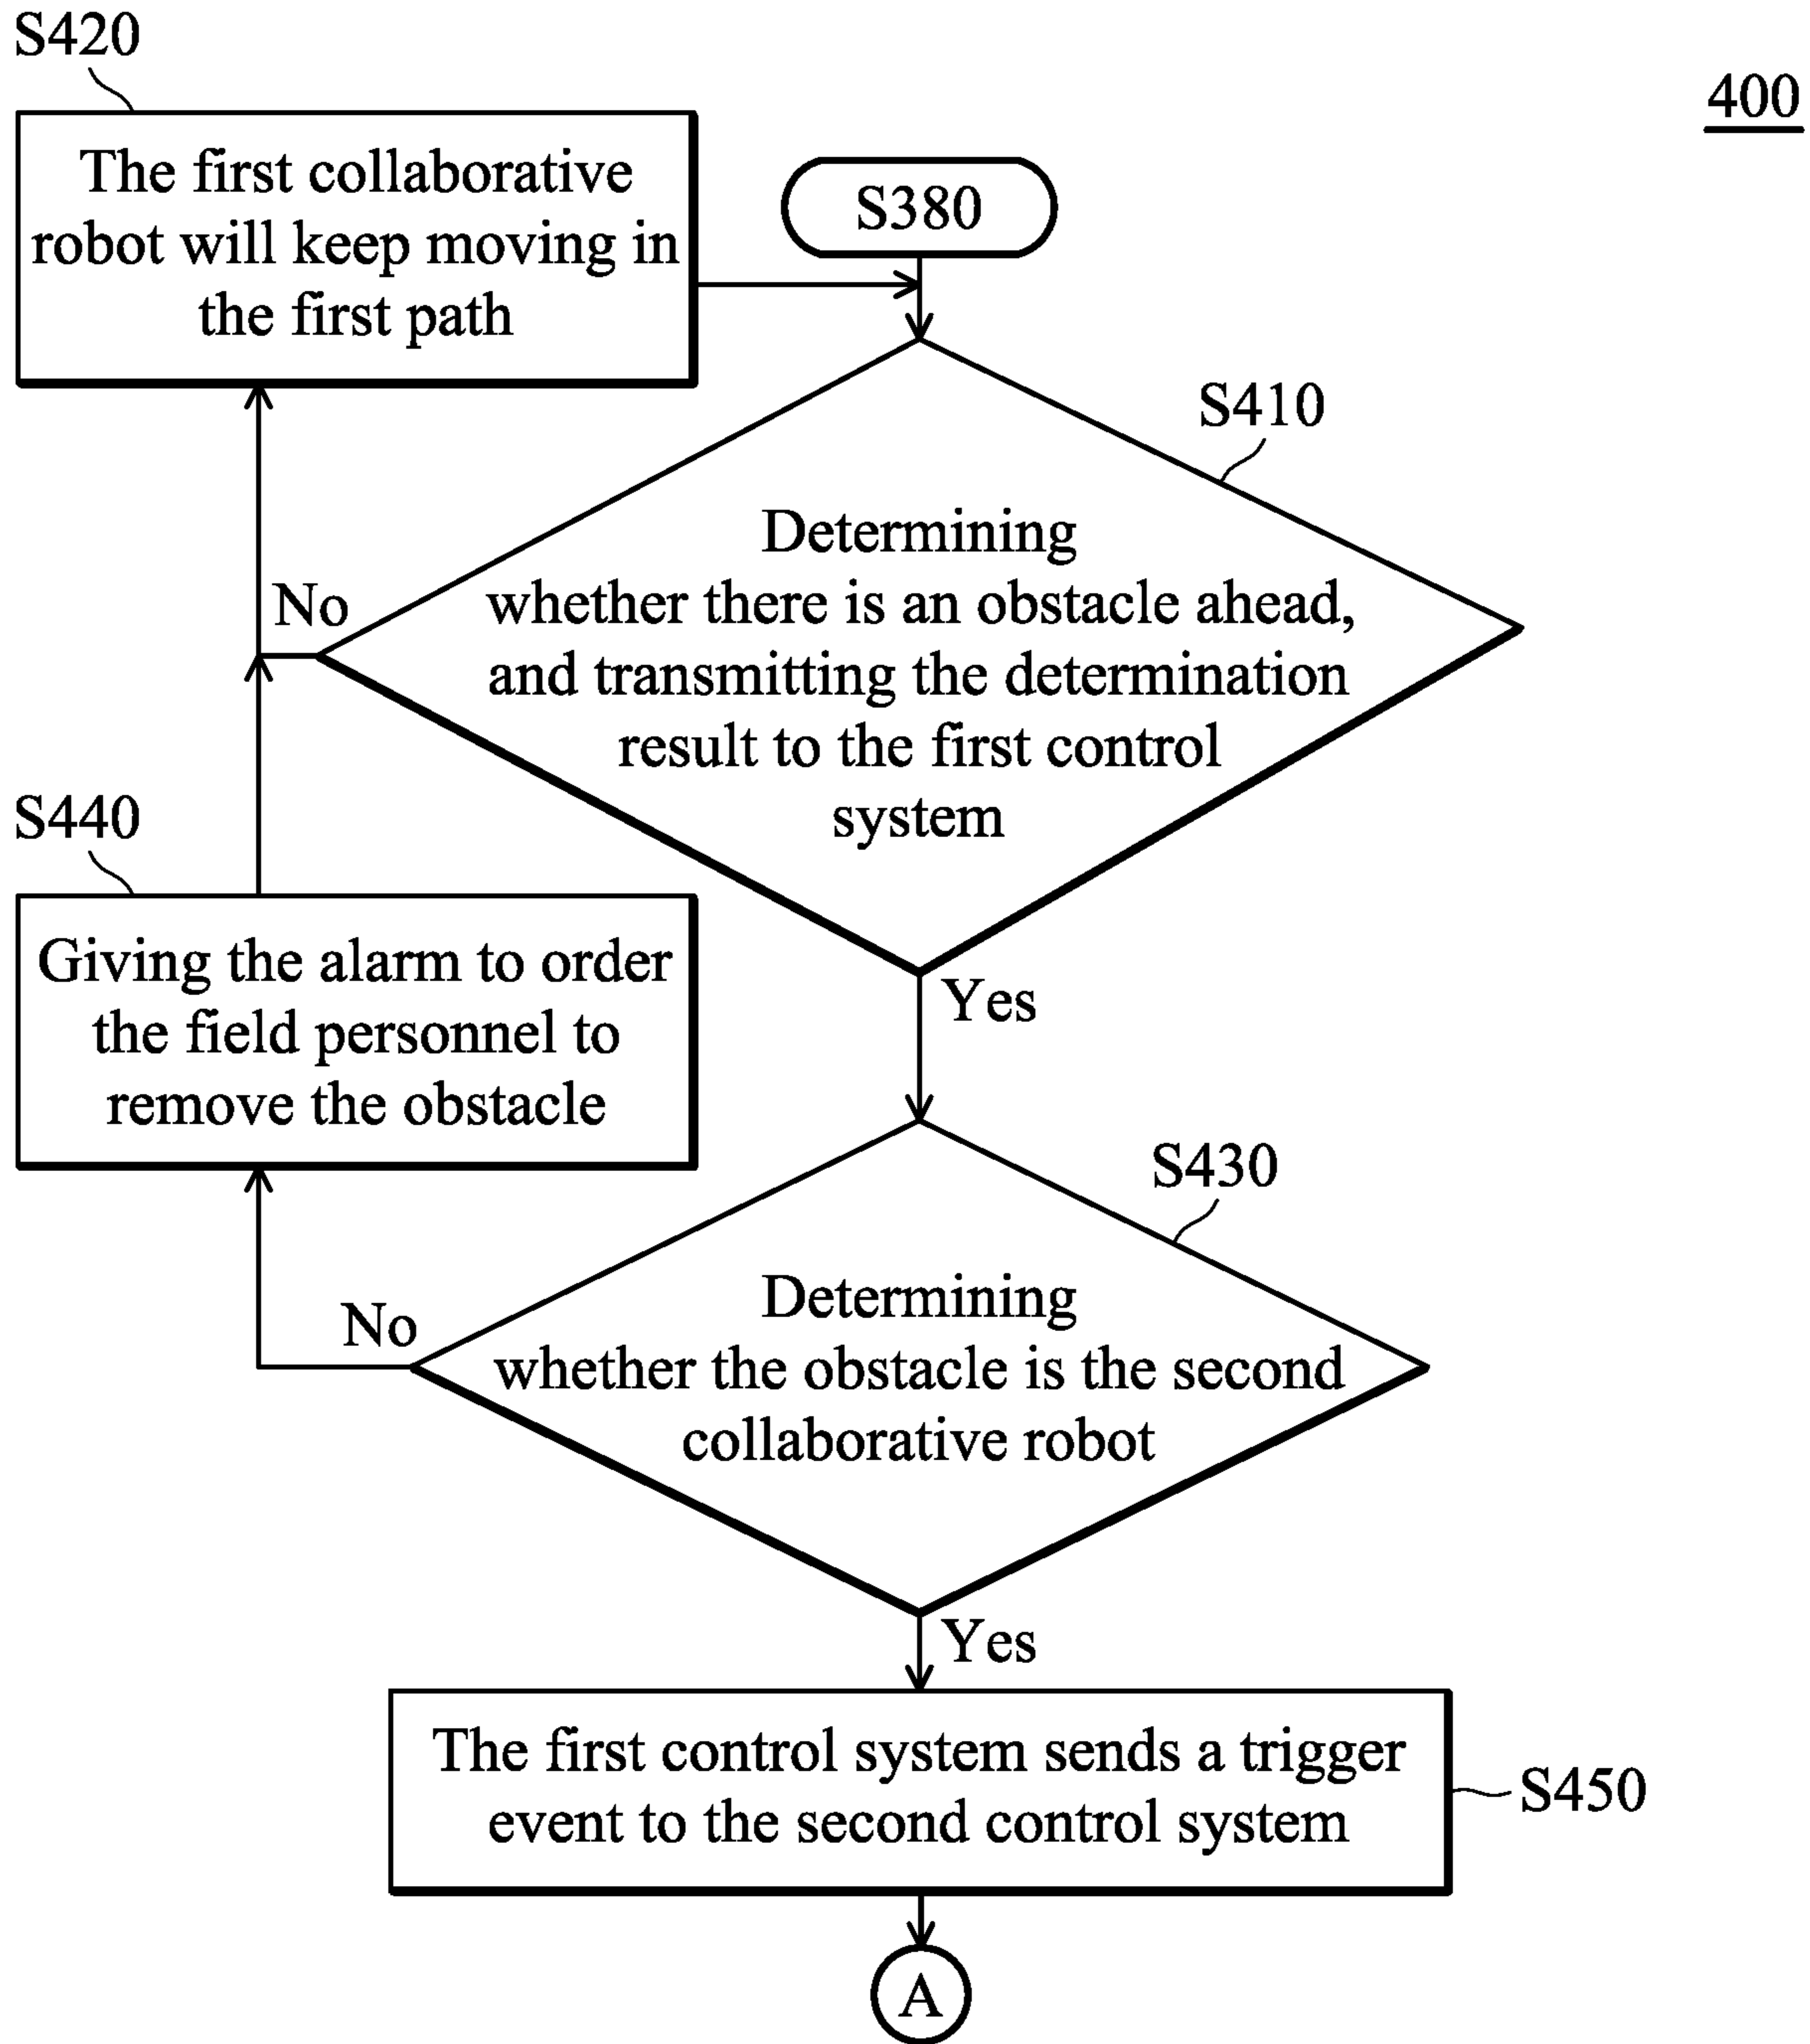 S420
400
The first collaborative
robot will keep moving in
the first path
S380
S410
Determining
whether there is an obstacle ahead,
and transmitting the determination
result to the first control
system
No
Yes
S440
Giving the alarm to order
the field personnel to
remove the obstacle
S430
Determining
whether the obstacle is the second
collaborative robot
No
Yes
The first control system sends a trigger
event to the second control system
S450
A